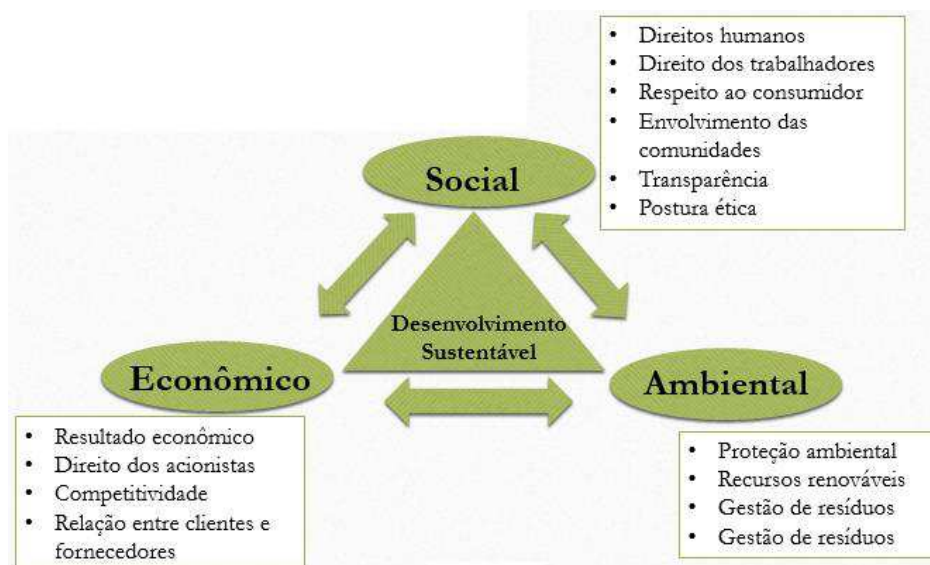 • Direitos humanos
• Direito dos trabalhadores
• Respeito ao consumidor
• Envolvimento das
comunidades
• Transparência
• Postura ética
Social
Desenvolvimento
Sustentável
Econômico
Ambiental
• Resultado econômico
• Direito dos acionistas
• Competitividade
• Relação entre clientes e
fornecedores
• Proteção ambiental
• Recursos renováveis
• Gestão de resíduos
• Gestão de resíduos